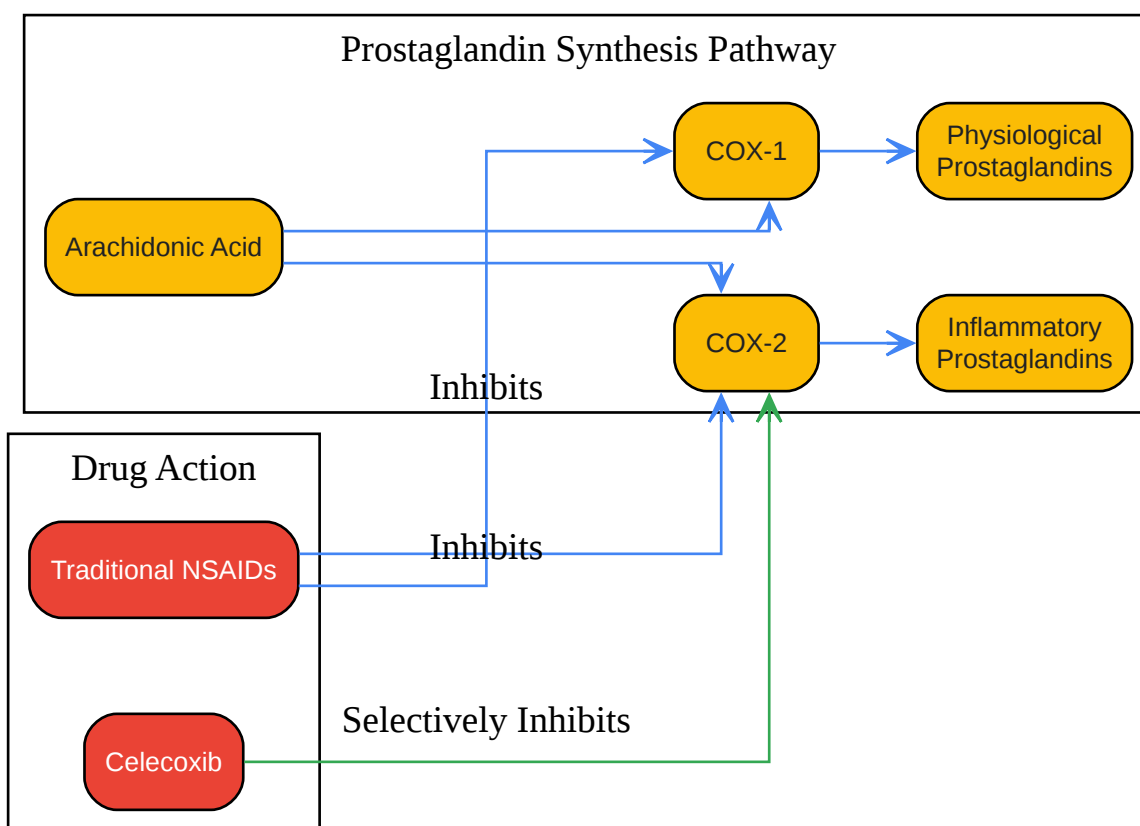 Prostaglandin Synthesis Pathway
COX-1
Physiological
Prostaglandins
Arachidonic Acid
COX-2
Inflammatory
Prostaglandins
Inhibits
Drug Action
Inhibits
Traditional NSAIDs
Selectively Inhibits
Celecoxib